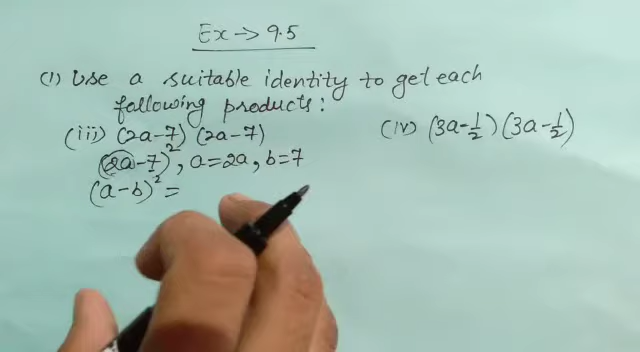 Ex → 9.5
(1) Use a suitable identity to get each
following products:
(iii) (2a-7) (2a-7)
(iv) (3a-1/2) (3a-1/2)
(2a-7)², a=2a, b=7
(a-b)² =